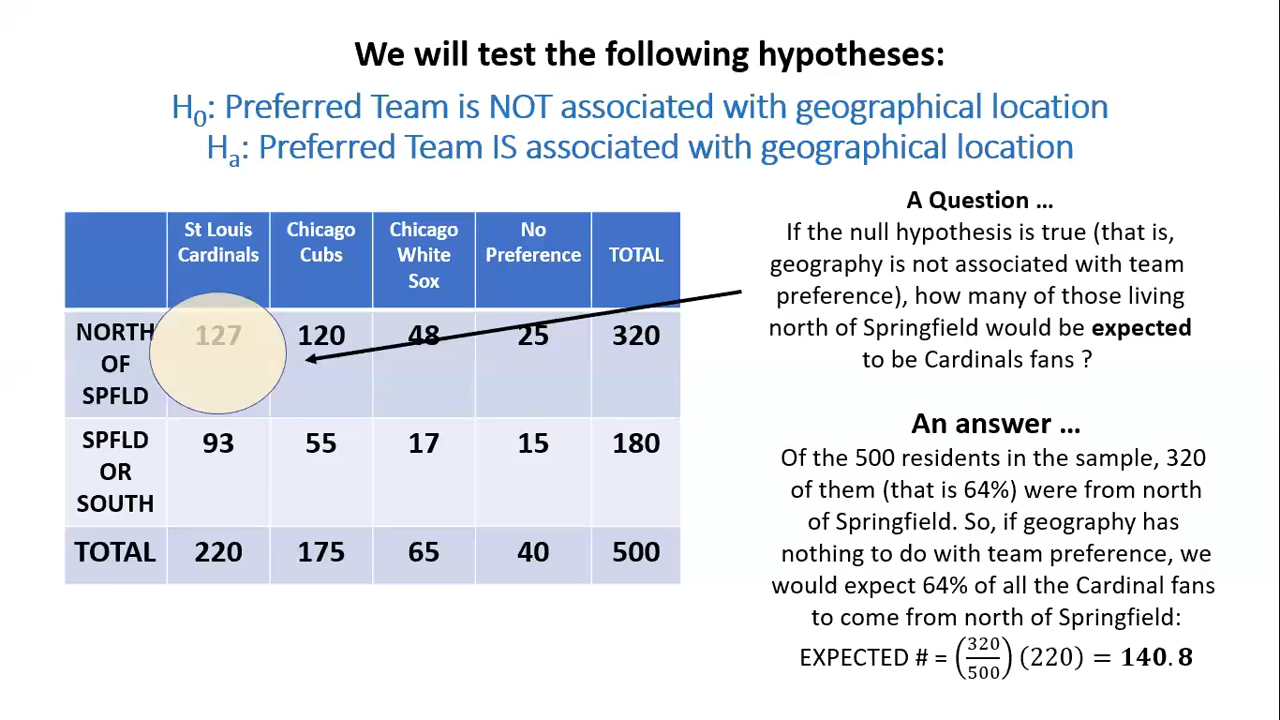 We will test the following hypotheses:
H0: Preferred Team is NOT associated with geographical location
Ha: Preferred Team IS associated with geographical location
St Louis Cardinals | Chicago Cubs | Chicago White Sox | No Preference | TOTAL
NORTH OF SPFLD | 127 | 120 | 48 | 25 | 320
SPFLD OR SOUTH | 93 | 55 | 17 | 15 | 180
TOTAL | 220 | 175 | 65 | 40 | 500
A Question …
If the null hypothesis is true (that is,
geography is not associated with team
preference), how many of those living
north of Springfield would be expected
to be Cardinals fans ?
An answer …
Of the 500 residents in the sample, 320
of them (that is 64%) were from north
of Springfield. So, if geography has
nothing to do with team preference, we
would expect 64% of all the Cardinal fans
to come from north of Springfield:
EXPECTED # = (320/500)(220) = 140.8